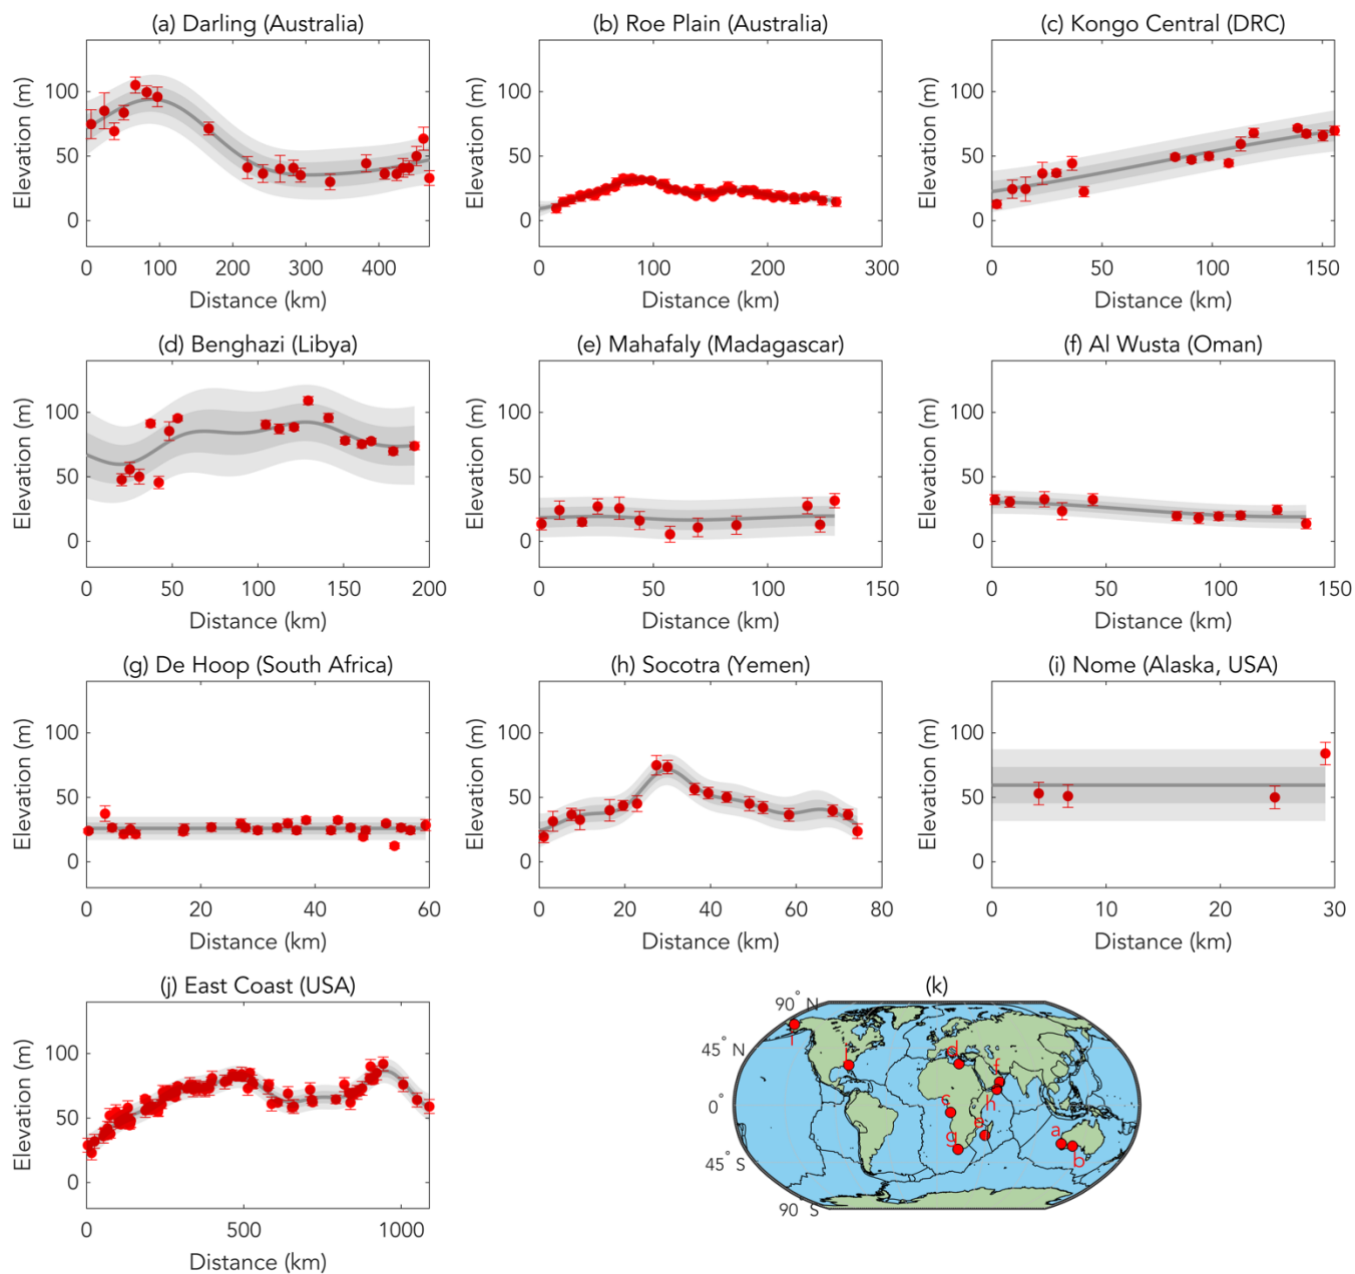 (a) Darling (Australia)
Elevation (m)
100
50
0
0 100 200 300 400
Distance (km)
(b) Roe Plain (Australia)
Elevation (m)
100
50
0
0 100 200 300
Distance (km)
(c) Kongo Central (DRC)
Elevation (m)
100
50
0
0 50 100 150
Distance (km)
(d) Benghazi (Libya)
Elevation (m)
100
50
0
0 50 100 150 200
Distance (km)
(e) Mahafaly (Madagascar)
Elevation (m)
100
50
0
0 50 100 150
Distance (km)
(f) Al Wusta (Oman)
Elevation (m)
100
50
0
0 50 100 150
Distance (km)
(g) De Hoop (South Africa)
Elevation (m)
100
50
0
0 20 40 60
Distance (km)
(h) Socotra (Yemen)
Elevation (m)
100
50
0
0 20 40 60 80
Distance (km)
(i) Nome (Alaska, USA)
Elevation (m)
100
50
0
0 10 20 30
Distance (km)
(j) East Coast (USA)
Elevation (m)
100
50
0
0 500 1000
Distance (km)
(k)
90° N
45° N
0°
45° S
90° S
i
j
d
f
h
c
e
g
a
b